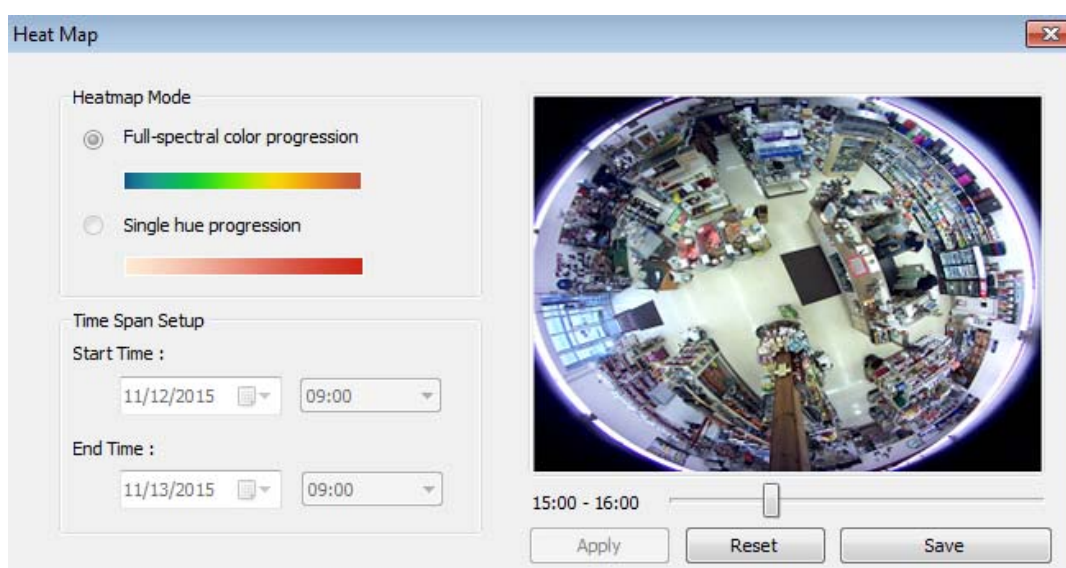 Heat Map
Heatmap Mode
Full-spectral color progression
Single hue progression
Time Span Setup
Start Time :
11/12/2015
09:00
End Time :
11/13/2015
09:00
15:00 - 16:00
Apply
Reset
Save